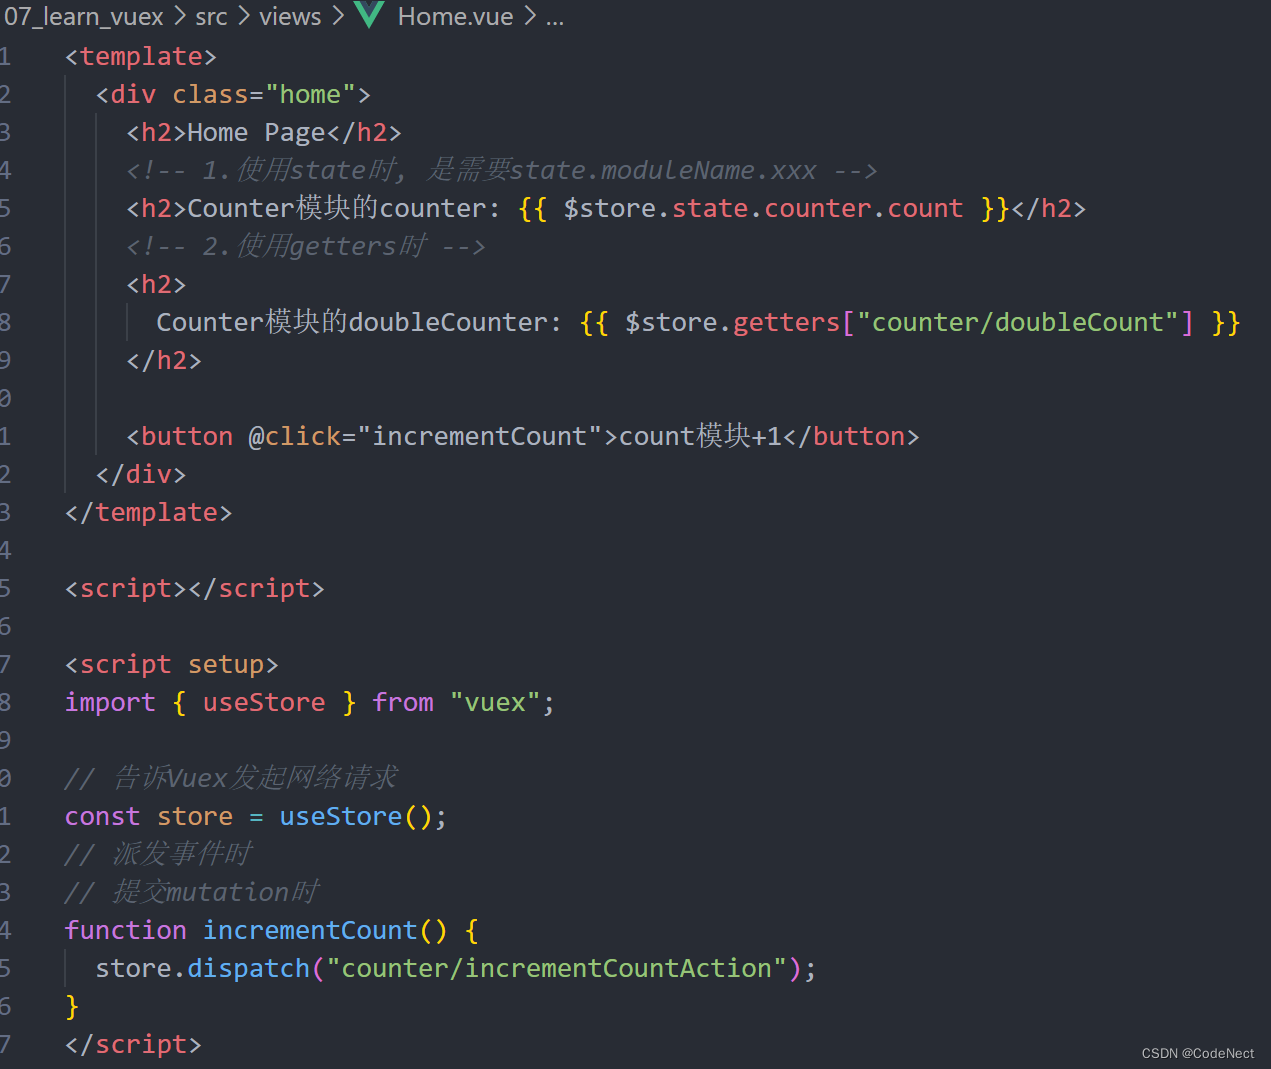 07_learn_vuex > src > views > Home.vue > ...
1 <template>
2 <div class="home">
3 <h2>Home Page</h2>
4 <!-- 1.使用state时, 是需要state.moduleName.xxx -->
5 <h2>Counter模块的counter: {{ $store.state.counter.count }}</h2>
6 <!-- 2.使用getters时 -->
7 <h2>
8 Counter模块的doubleCounter: {{ $store.getters["counter/doubleCount"] }}
9 </h2>
0
1 <button @click="incrementCount">count模块+1</button>
2 </div>
3 </template>
4
5 <script></script>
6
7 <script setup>
8 import { useStore } from "vuex";
9
0 // 告诉Vuex发起网络请求
1 const store = useStore();
2 // 派发事件时
3 // 提交mutation时
4 function incrementCount() {
5 store.dispatch("counter/incrementCountAction");
6 }
7 </script>
CSDN @CodeNect